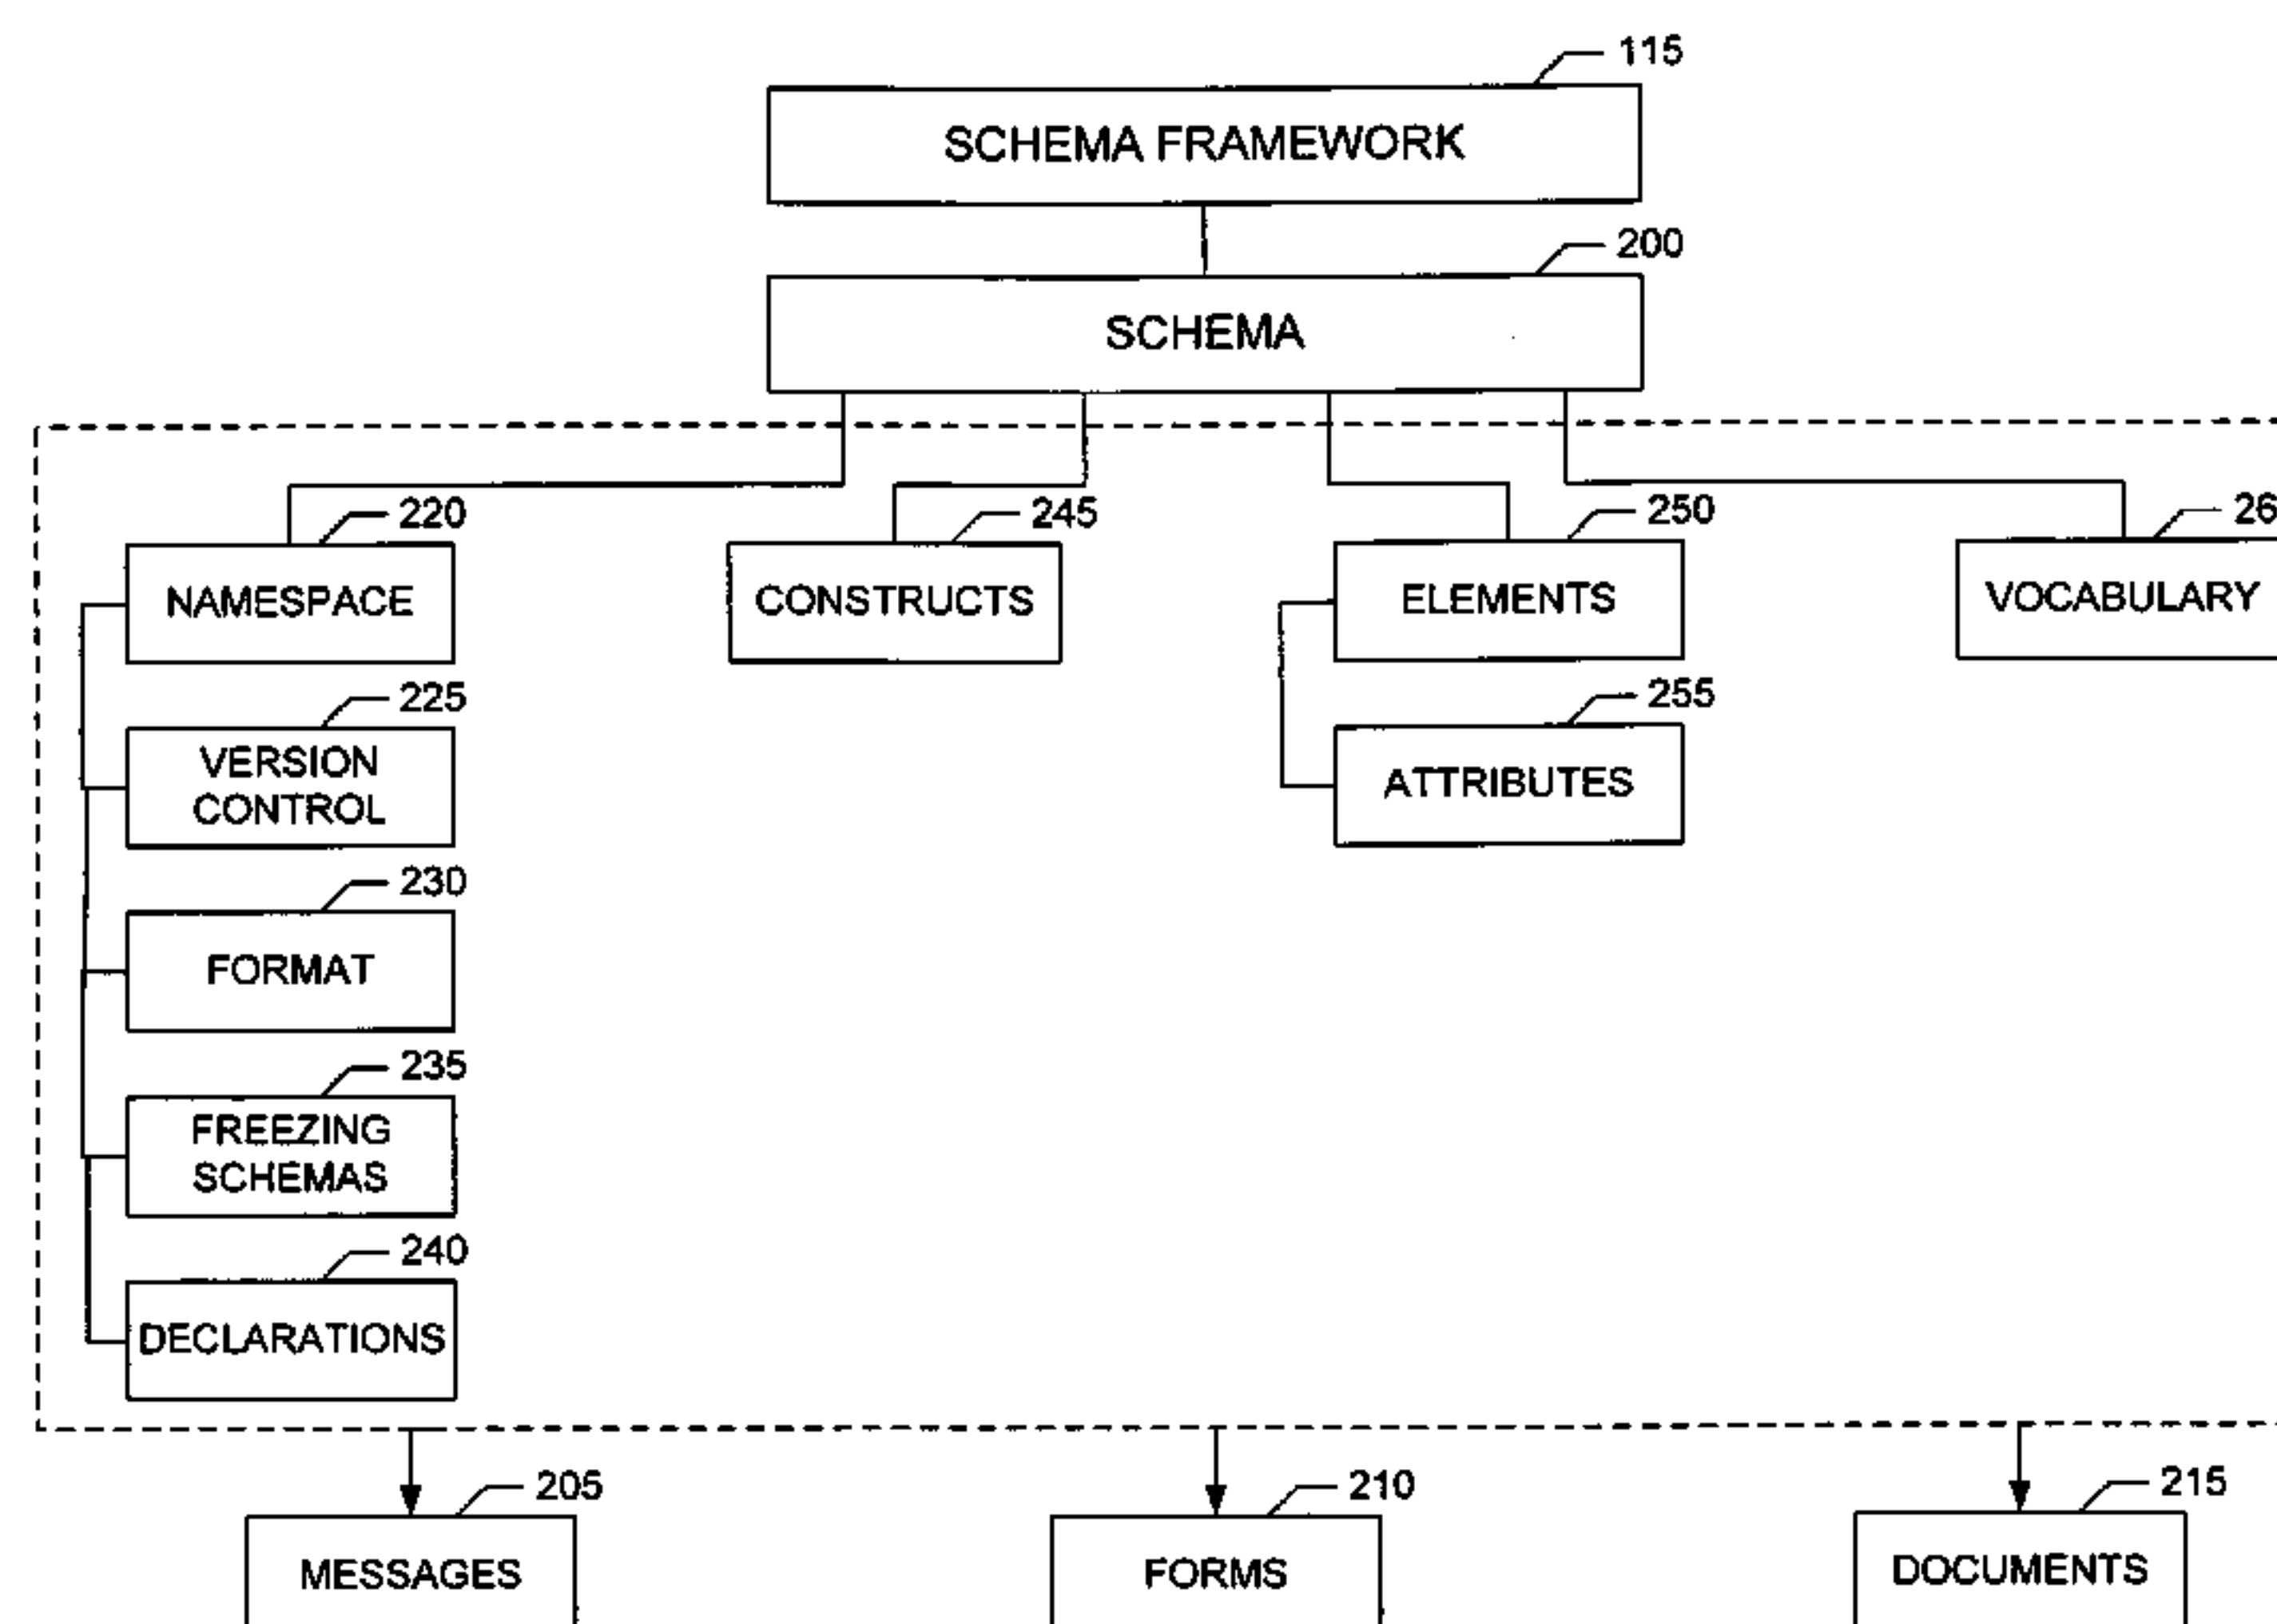 115
SCHEMA FRAMEWORK
200
SCHEMA
220
245
250
26
NAMESPACE
CONSTRUCTS
ELEMENTS
VOCABULARY
225
255
VERSION
CONTROL
ATTRIBUTES
230
FORMAT
235
FREEZING
SCHEMAS
240
DECLARATIONS
205
210
215
MESSAGES
FORMS
DOCUMENTS